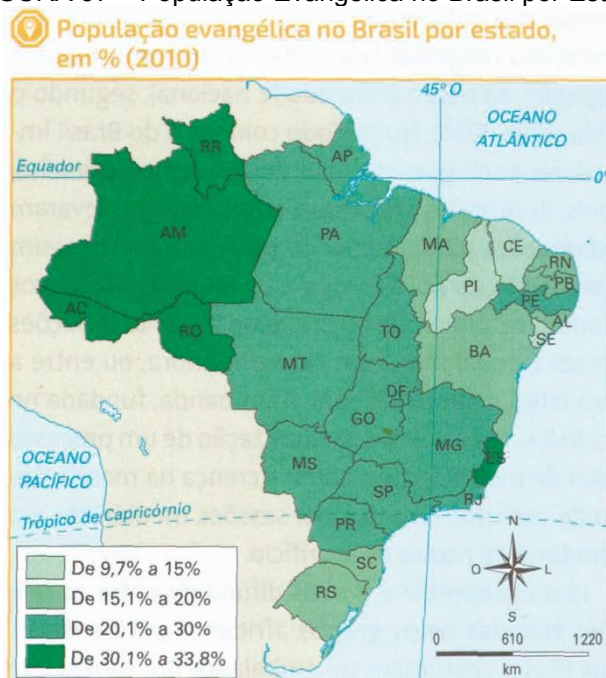 População evangélica no Brasil por estado,
em % (2010)
45º O
OCEANO
ATLÂNTICO
Equador
0º
RR
AP
AM
PA
MA
CE
RN
PB
PI
PE
AL
SE
AC
RO
TO
BA
MT
DF
GO
MG
ES
MS
SP
RJ
PR
SC
RS
OCEANO
PACÍFICO
Trópico de Capricórnio
N
O
L
S
De 9,7% a 15%
De 15,1% a 20%
De 20,1% a 30%
De 30,1% a 33,8%
0
610
1220
km